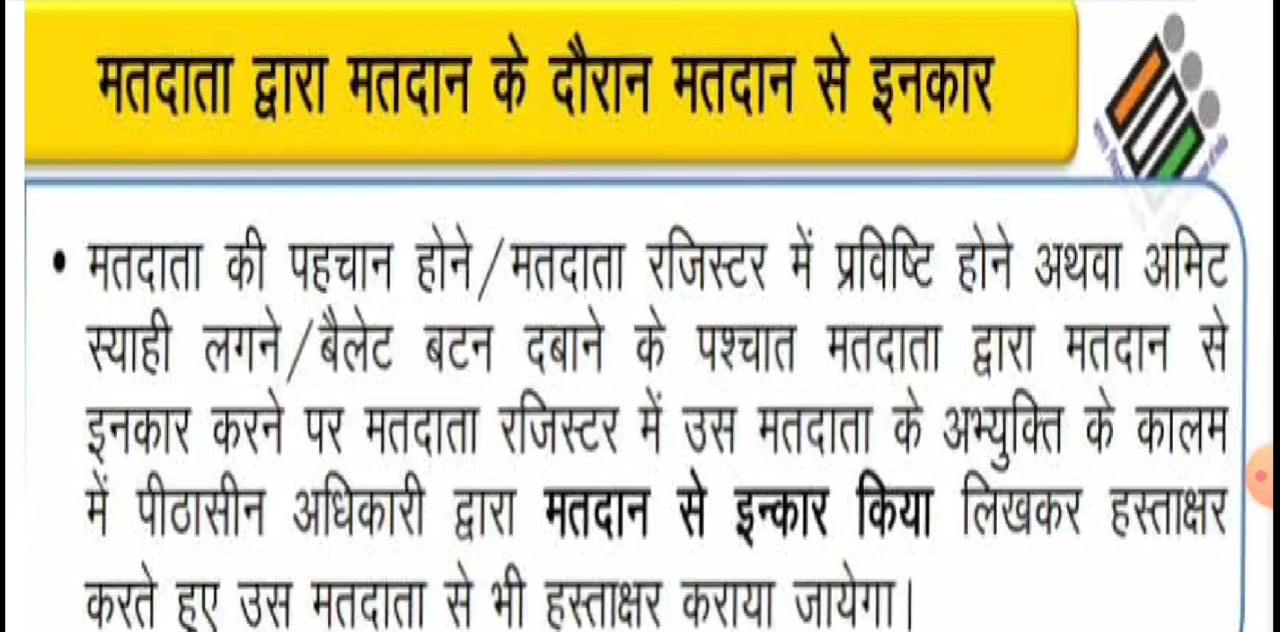 मतदाता द्वारा मतदान के दौरान मतदान से इनकार
• मतदाता की पहचान होने/मतदाता रजिस्टर में प्रविष्टि होने अथवा अमिट
स्याही लगने/बैलेट बटन दबाने के पश्चात मतदाता द्वारा मतदान से
इनकार करने पर मतदाता रजिस्टर में उस मतदाता के अभ्युक्ति के कालम
में पीठासीन अधिकारी द्वारा मतदान से इन्कार किया लिखकर हस्ताक्षर
करते हुए उस मतदाता से भी हस्ताक्षर कराया जायेगा।